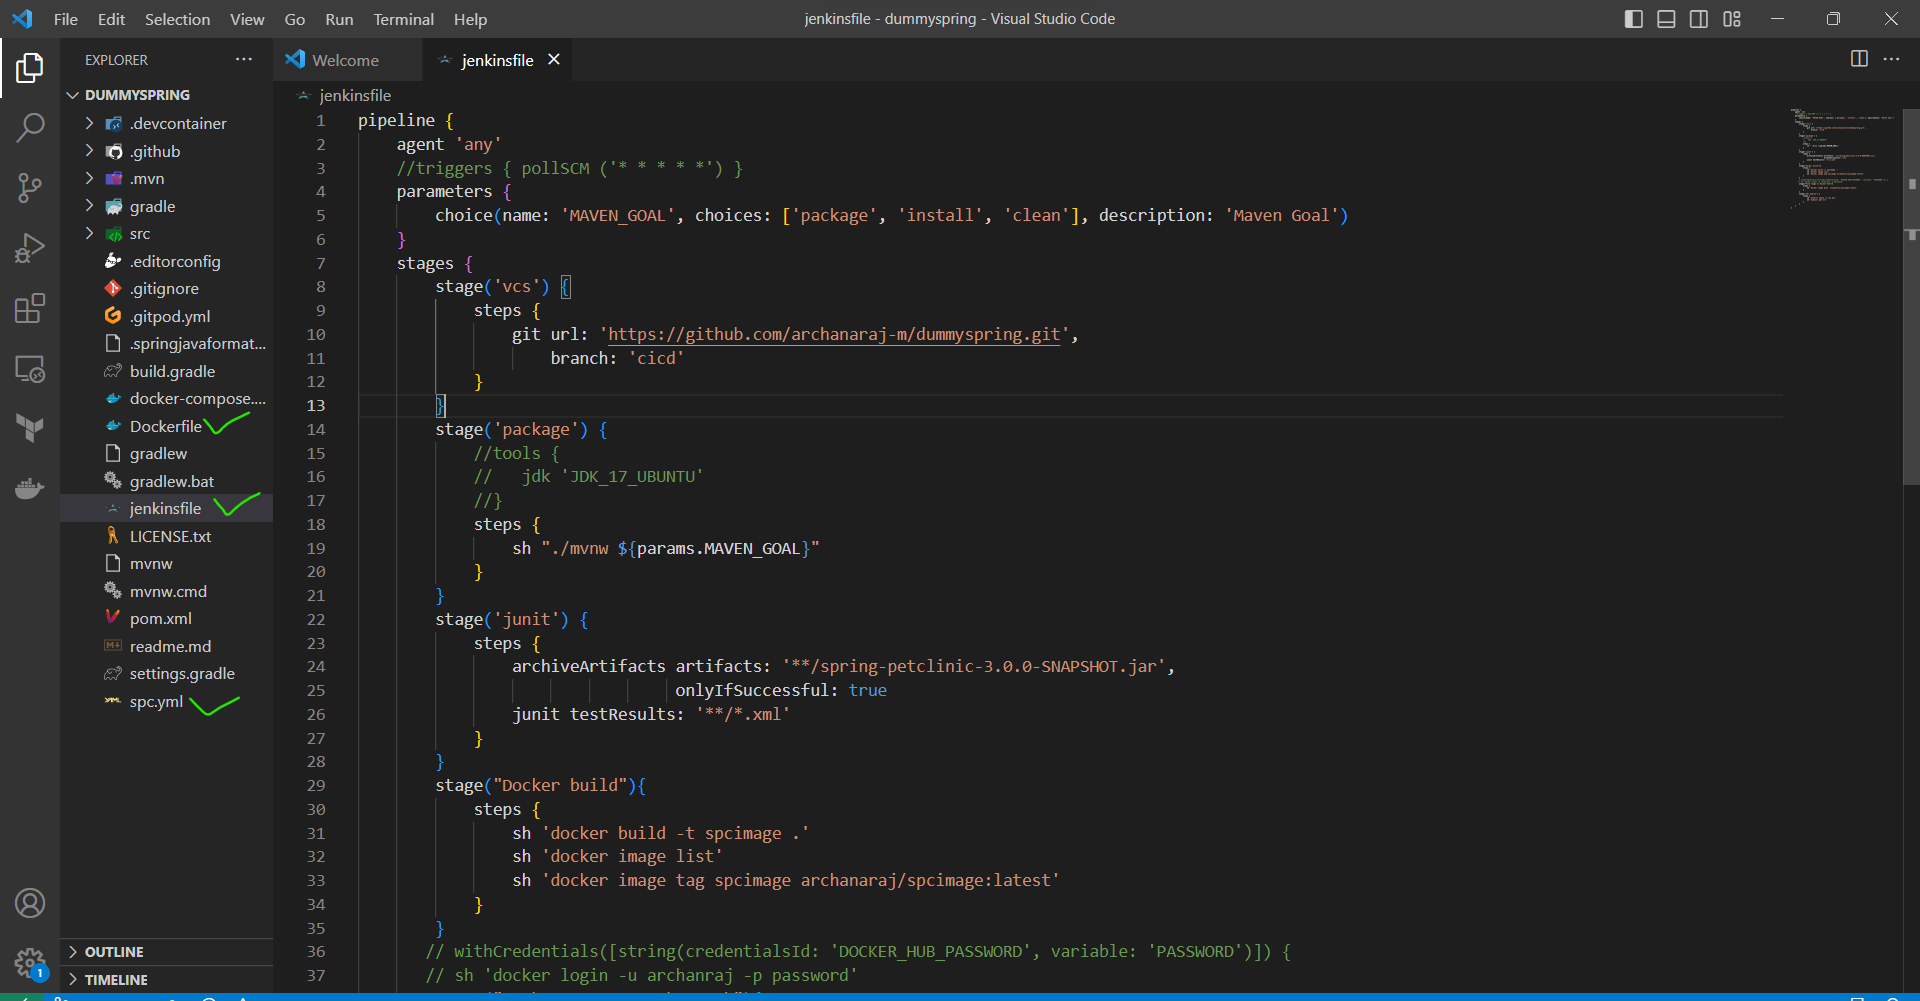 File Edit Selection View Go Run Terminal Help
jenkinsfile - dummyspring - Visual Studio Code
EXPLORER
DUMMYSPRING
.devcontainer
.github
.mvn
gradle
src
.editorconfig
.gitignore
.gitpod.yml
.springjavaformat...
build.gradle
docker-compose....
Dockerfile
gradlew
gradlew.bat
jenkinsfile
LICENSE.txt
mvnw
mvnw.cmd
pom.xml
readme.md
settings.gradle
spc.yml
OUTLINE
TIMELINE
1
Welcome
jenkinsfile
jenkinsfile
1 pipeline {
2 agent 'any'
3 //triggers { pollSCM ('* * * * *') }
4 parameters {
5 choice(name: 'MAVEN_GOAL', choices: ['package', 'install', 'clean'], description: 'Maven Goal')
6 }
7 stages {
8 stage('vcs') {
9 steps {
10 git url: 'https://github.com/archanaraj-m/dummyspring.git',
11 branch: 'cicd'
12 }
13 }
14 stage('package') {
15 //tools {
16 // jdk 'JDK_17_UBUNTU'
17 //}
18 steps {
19 sh "./mvnw ${params.MAVEN_GOAL}"
20 }
21 }
22 stage('junit') {
23 steps {
24 archiveArtifacts artifacts: '**/spring-petclinic-3.0.0-SNAPSHOT.jar',
25 onlyIfSuccessful: true
26 junit testResults: '**/*.xml'
27 }
28 }
29 stage("Docker build"){
30 steps {
31 sh 'docker build -t spcimage .'
32 sh 'docker image list'
33 sh 'docker image tag spcimage archanaraj/spcimage:latest'
34 }
35 }
36 // withCredentials([string(credentialsId: 'DOCKER_HUB_PASSWORD', variable: 'PASSWORD')]) {
37 // sh 'docker login -u archanraj -p password'